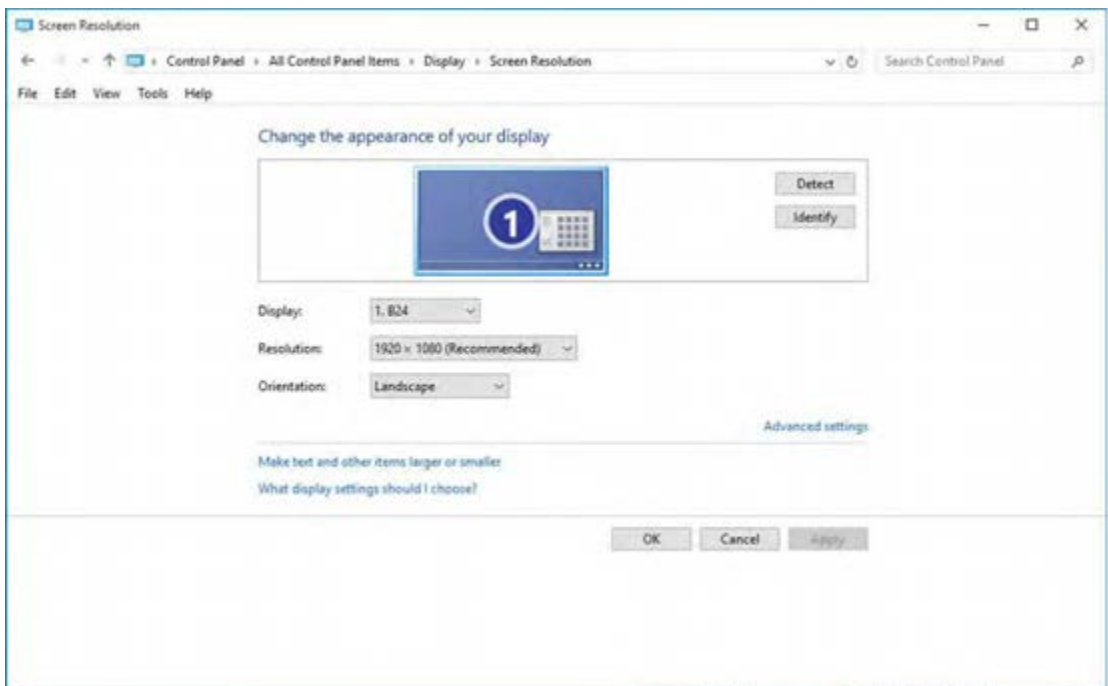 Screen Resolution
Control Panel › All Control Panel Items › Display › Screen Resolution
Search Control Panel
File Edit View Tools Help
Change the appearance of your display
1
Detect
Identify
Display: 1. B24
Resolution: 1920 × 1080 (Recommended)
Orientation: Landscape
Advanced settings
Make text and other items larger or smaller
What display settings should I choose?
OK Cancel Apply